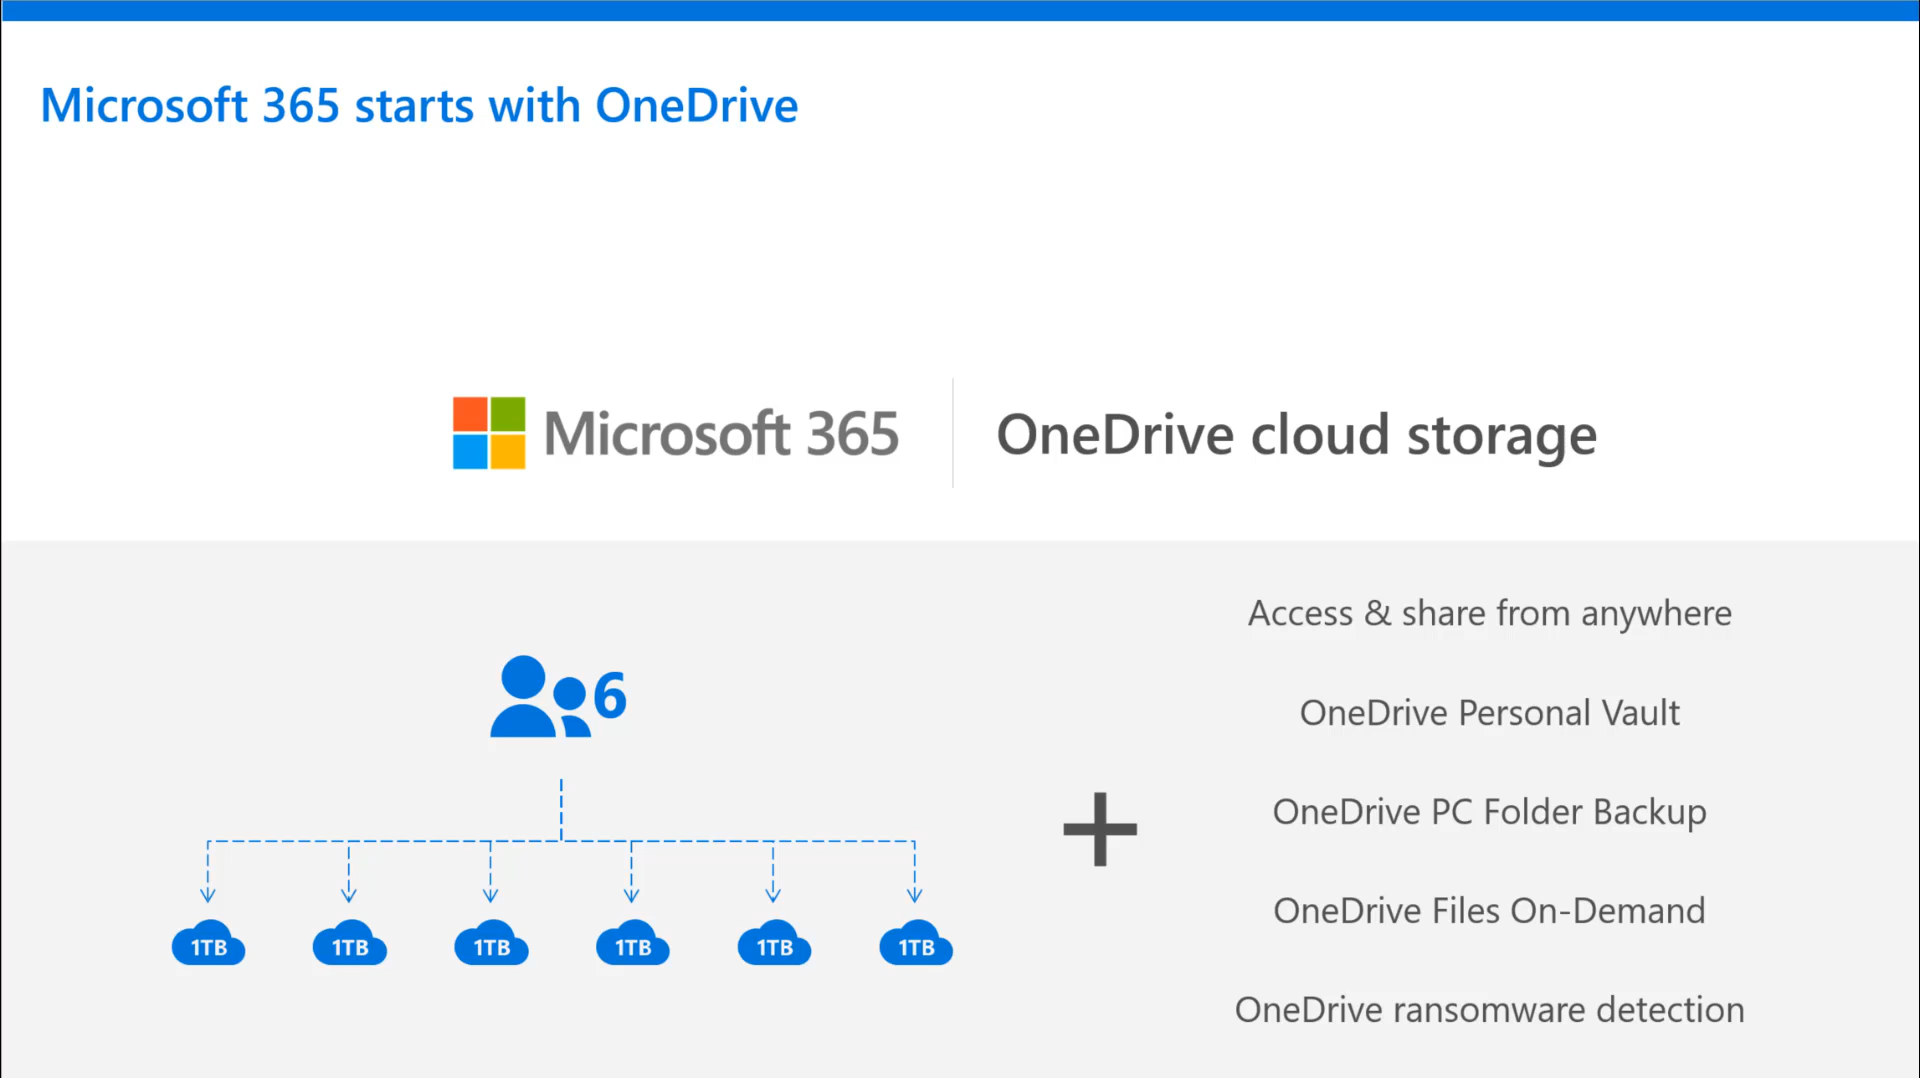 Microsoft 365 starts with OneDrive
Microsoft 365
OneDrive cloud storage
6
1TB 1TB 1TB 1TB 1TB 1TB
Access & share from anywhere
OneDrive Personal Vault
OneDrive PC Folder Backup
OneDrive Files On-Demand
OneDrive ransomware detection